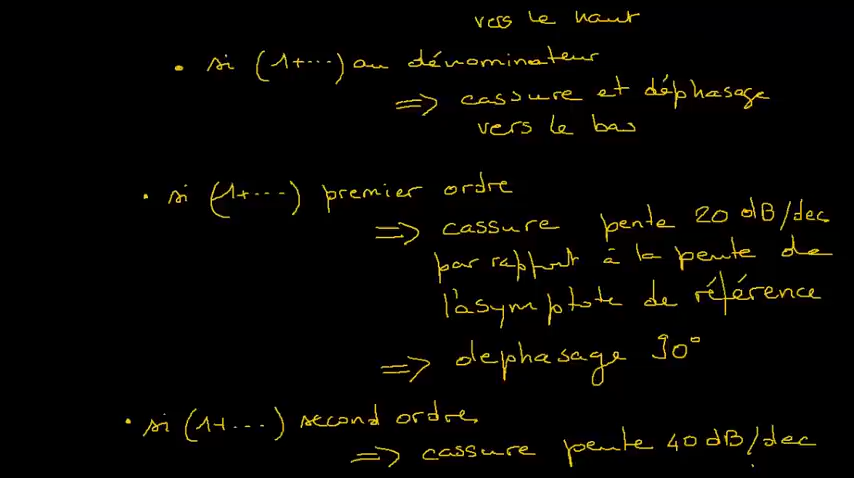 vers le haut
• si (1+...) au dénominateur
=> cassure et déphasage
vers le bas
• si (1+....) premier ordre
=> cassure pente 20 dB/dec
par rapport à la pente de
l'asymptote de référence
=> dephasage 90°
• si (1+...) second ordre
=> cassure pente 40 dB/dec